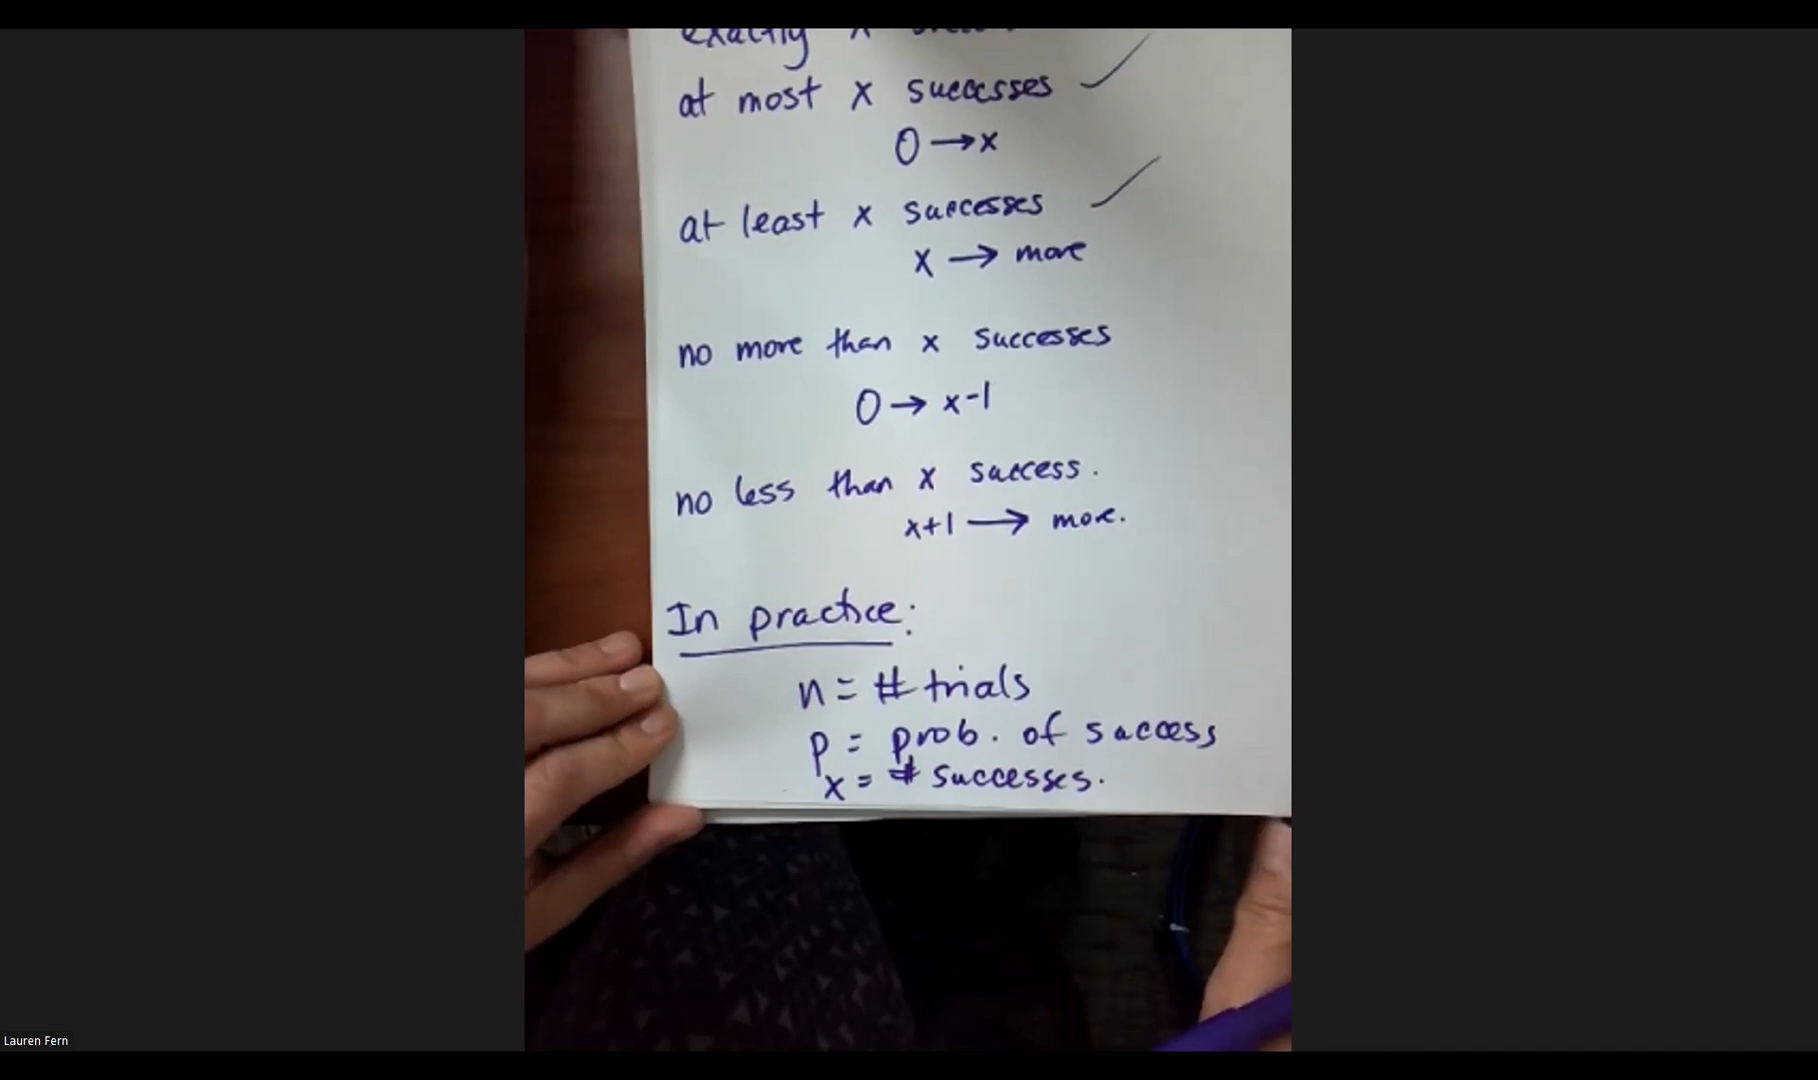 exactly x
at most x successes
0 → x
at least x successes
x → more
no more than x successes
0 → x-1
no less than x success.
x+1 → more.
In practice:
n = # trials
p = prob. of success
x = # successes.
Lauren Fern